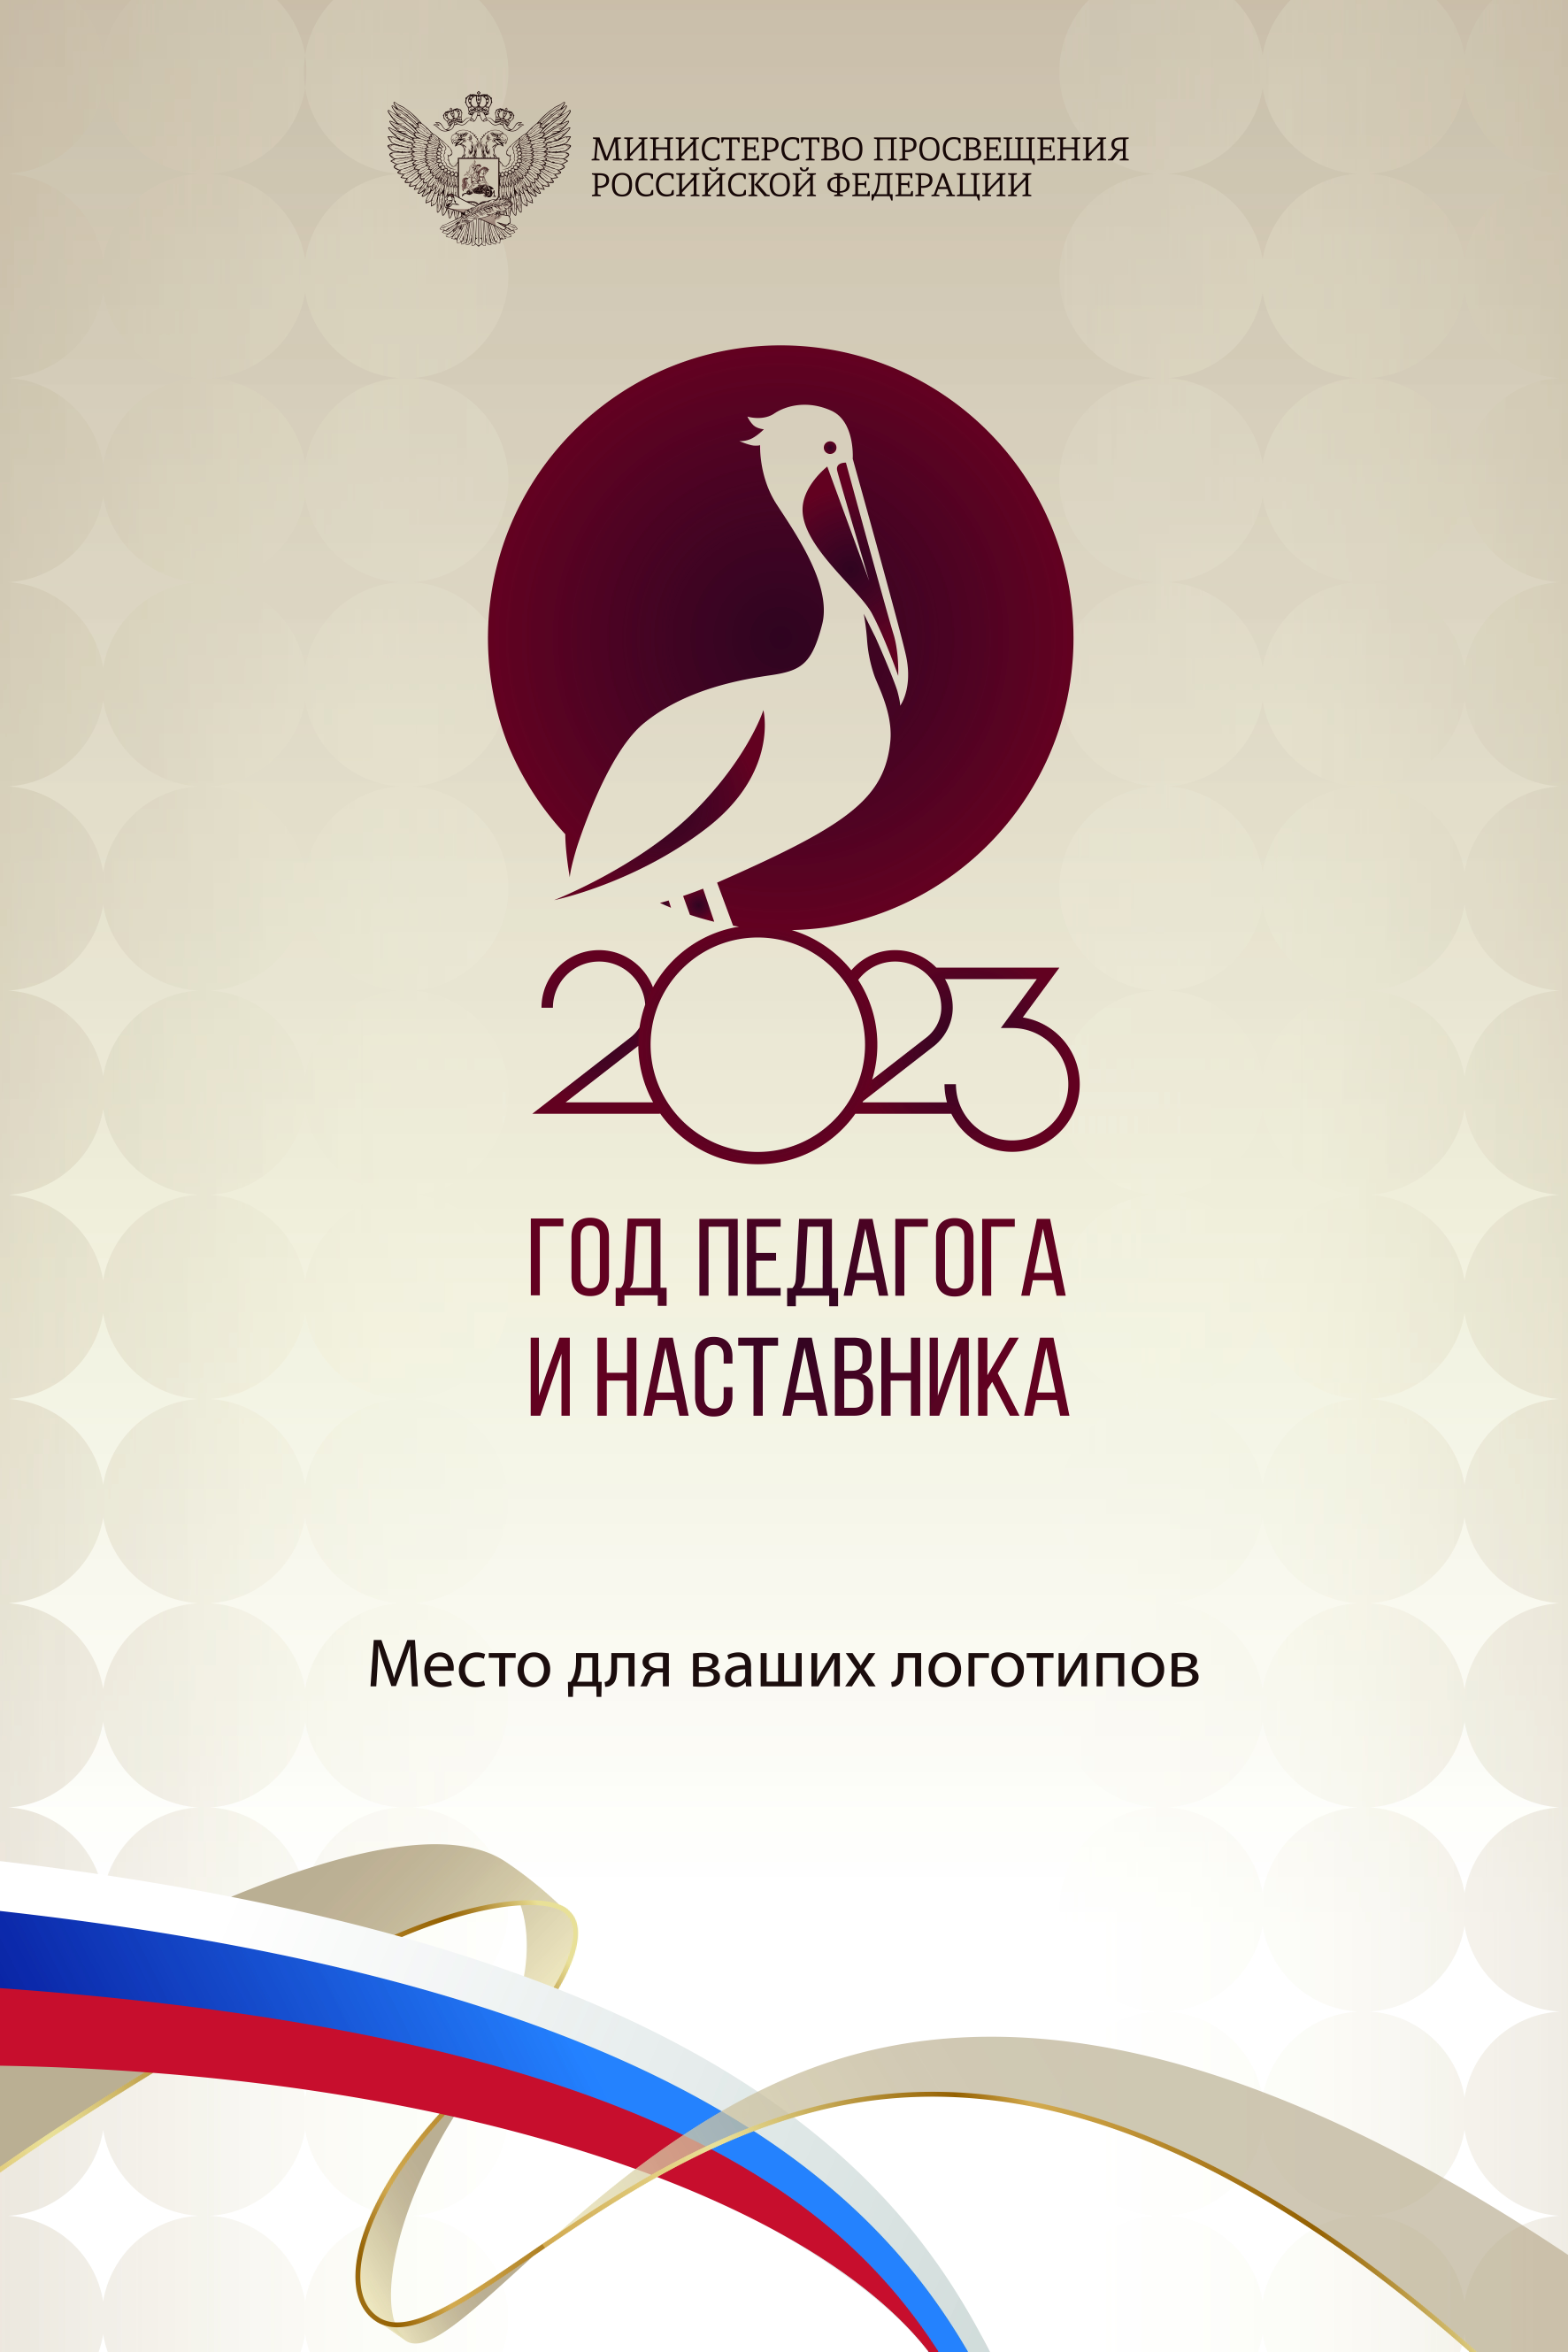 МИНИСТЕРСТВО ПРОСВЕЩЕНИЯ
РОССИЙСКОЙ ФЕДЕРАЦИИ
2023
ГОД ПЕДАГОГА
И НАСТАВНИКА
Место для ваших логотипов